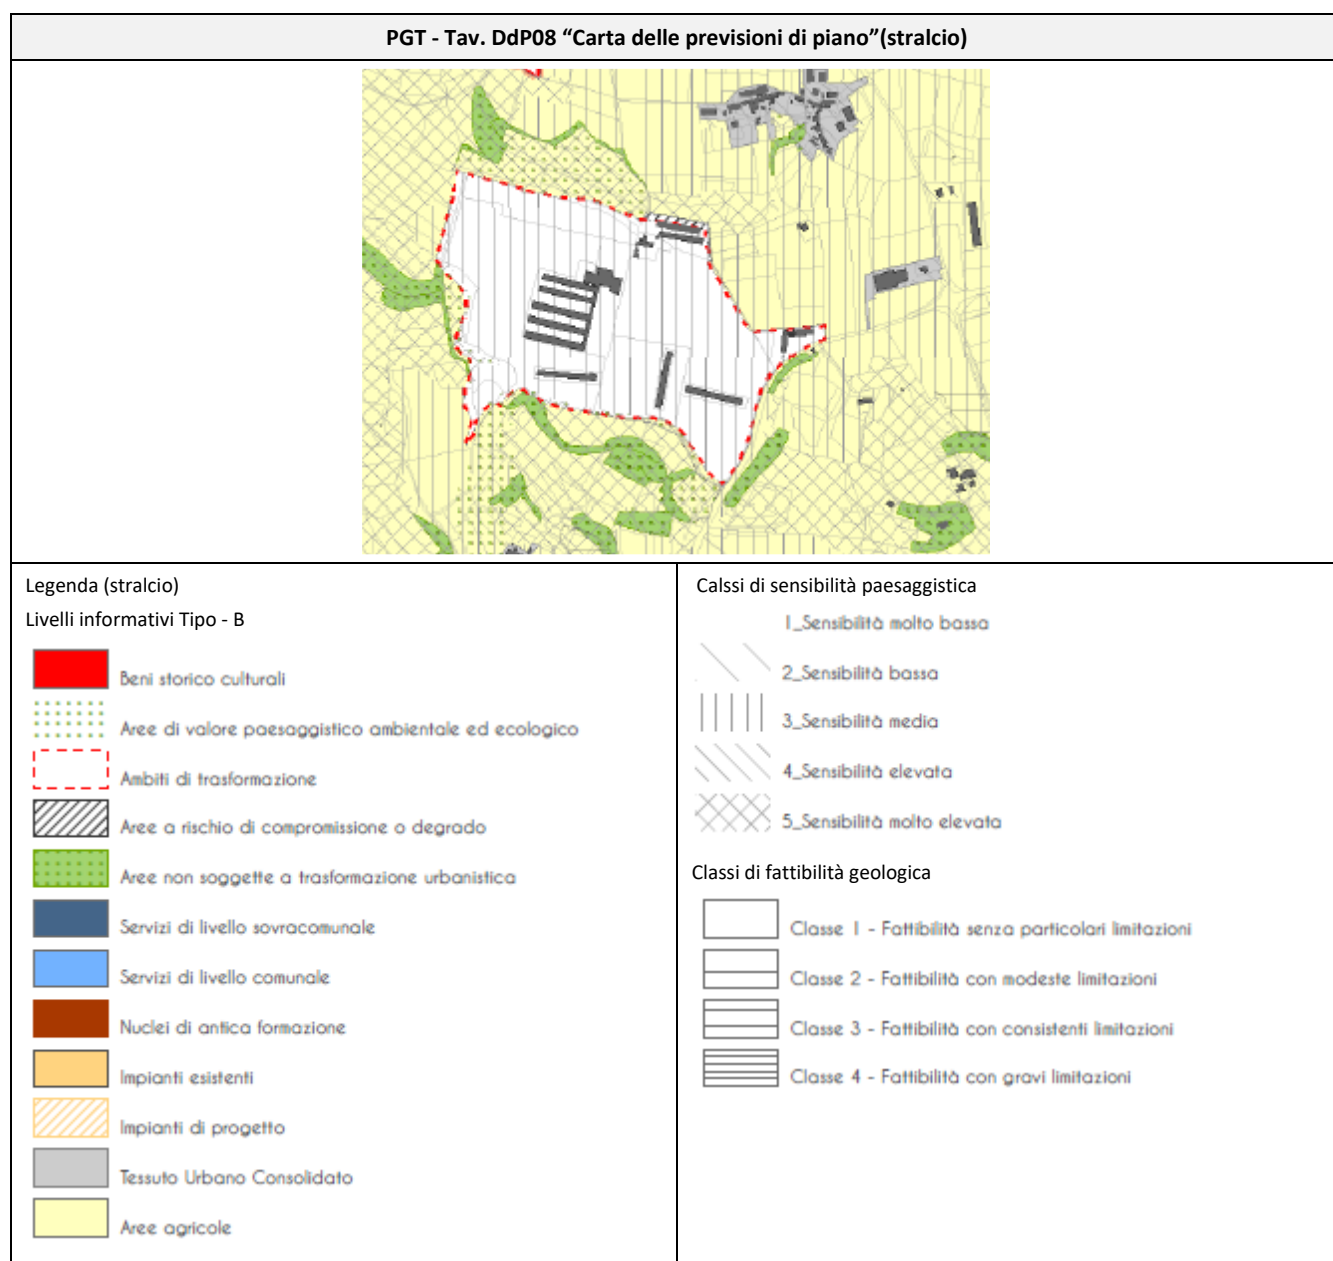 PGT - Tav. DdP08 “Carta delle previsioni di piano”(stralcio)
Legenda (stralcio)
Livelli informativi Tipo - B
Beni storico culturali
Aree di valore paesaggistico ambientale ed ecologico
Ambiti di trasformazione
Aree a rischio di compromissione o degrado
Aree non soggette a trasformazione urbanistica
Servizi di livello sovracomunale
Servizi di livello comunale
Nuclei di antica formazione
Impianti esistenti
Impianti di progetto
Tessuto Urbano Consolidato
Aree agricole
Calssi di sensibilità paesaggistica
1_Sensibilità molto bassa
2_Sensibilità bassa
3_Sensibilità media
4_Sensibilità elevata
5_Sensibilità molto elevata
Classi di fattibilità geologica
Classe 1 - Fattibilità senza particolari limitazioni
Classe 2 - Fattibilità con modeste limitazioni
Classe 3 - Fattibilità con consistenti limitazioni
Classe 4 - Fattibilità con gravi limitazioni